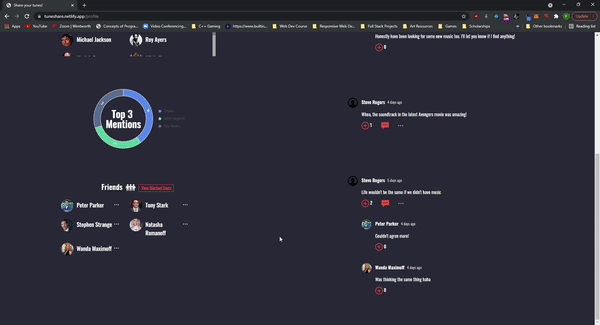 Share your tunes!
tuneshare.netlify.app/profile
Update
Apps
YouTube
Zoom | Wentworth
Concepts of Progra...
Video Conferencing...
C++ Gaming
Web Dev Course
Responsive Web De...
Full Stack Projects
Art Resources
Games
Scholarships
Other bookmarks
Reading list
Michael Jackson
Roy Ayers
Honestly have been looking for some new music too. I'll let you know if I find anything!
0
Top 3
Mentions
Steve Rogers 4 days ago
Whoa, the soundtrack in the latest Avengers movie was amazing!
1
Friends
View Blocked Users
Peter Parker
Tony Stark
Stephen Strange
Natasha
Romanoff
Wanda Maximoff
Steve Rogers 5 days ago
Life wouldn't be the same if we didn't have music
2
Peter Parker 4 days ago
Couldn't agree more!
0
Wanda Maximoff 4 days ago
Was thinking the same thing haha
0